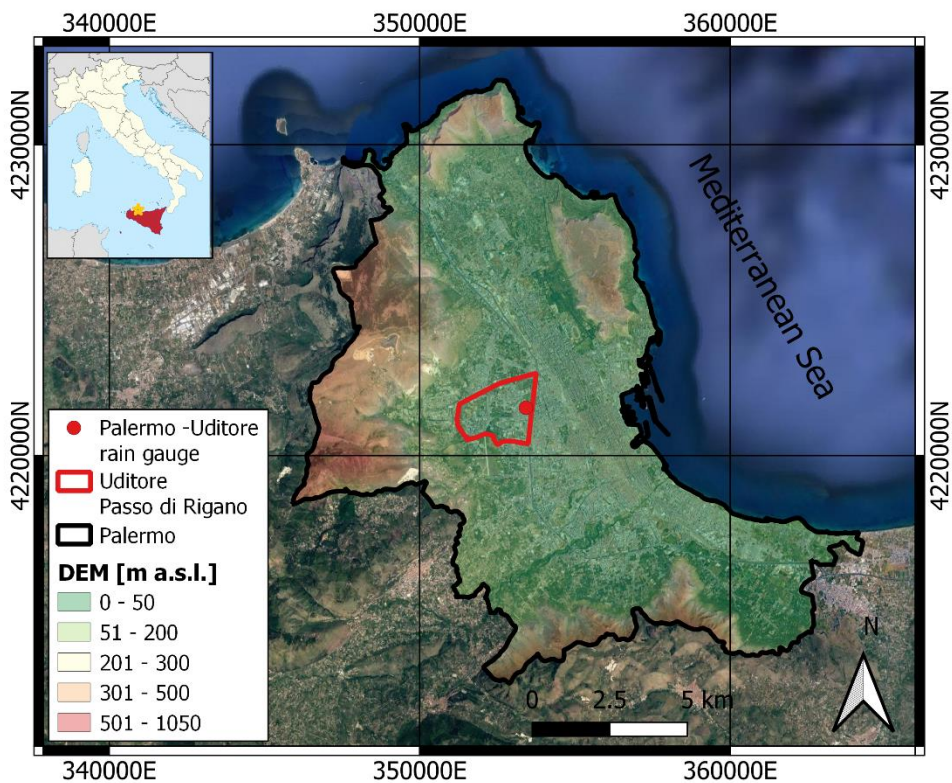 340000E 350000E 360000E
4230000N 4230000N
Mediterranean Sea
4220000N 4220000N
Palermo -Uditore
rain gauge
Uditore
Passo di Rigano
Palermo
DEM [m a.s.l.]
0 - 50
51 - 200
201 - 300
301 - 500
501 - 1050
N
0 2.5 5 km
340000E 350000E 360000E